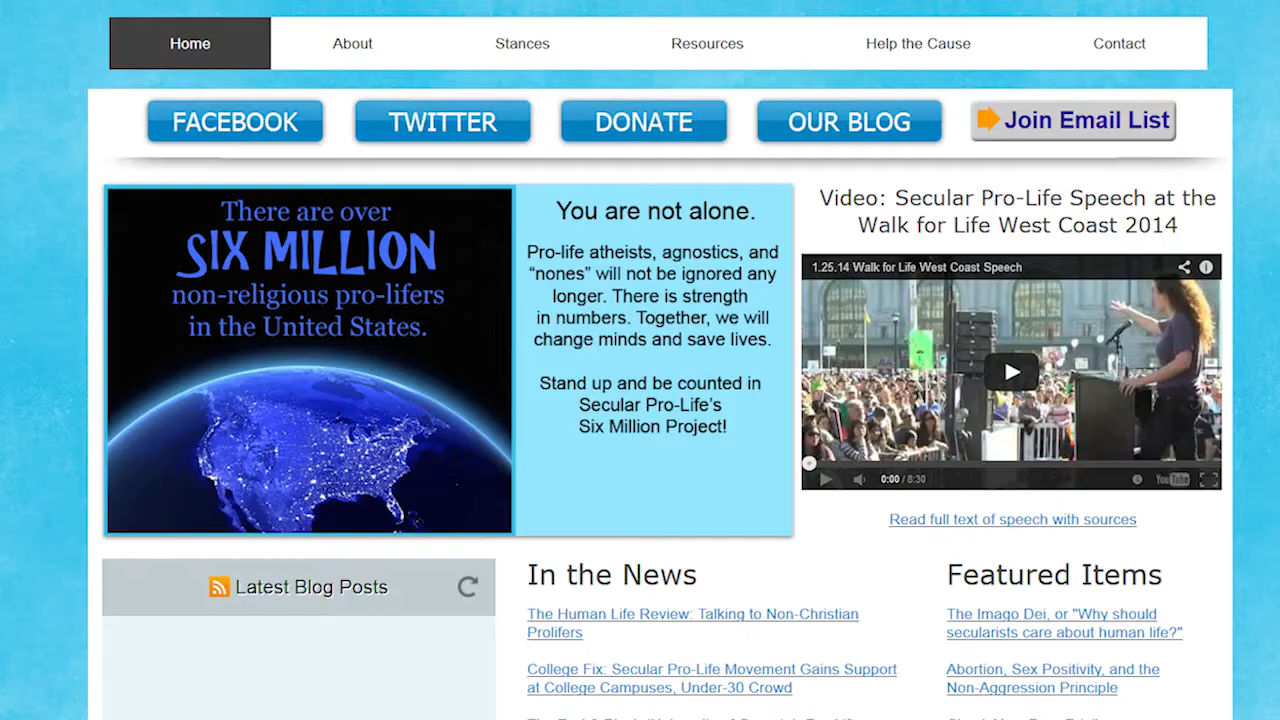 Home
About
Stances
Resources
Help the Cause
Contact
FACEBOOK
TWITTER
DONATE
OUR BLOG
Join Email List
There are over
SIX MILLION
non-religious pro-lifers
in the United States.
You are not alone.
Pro-life atheists, agnostics, and
“nones” will not be ignored any
longer. There is strength
in numbers. Together, we will
change minds and save lives.
Stand up and be counted in
Secular Pro-Life’s
Six Million Project!
Video: Secular Pro-Life Speech at the
Walk for Life West Coast 2014
1.25.14 Walk for Life West Coast Speech
0:00 / 8:30
YouTube
Read full text of speech with sources
Latest Blog Posts
In the News
The Human Life Review: Talking to Non-Christian
Prolifers
College Fix: Secular Pro-Life Movement Gains Support
at College Campuses, Under-30 Crowd
Featured Items
The Imago Dei, or "Why should
secularists care about human life?"
Abortion, Sex Positivity, and the
Non-Aggression Principle